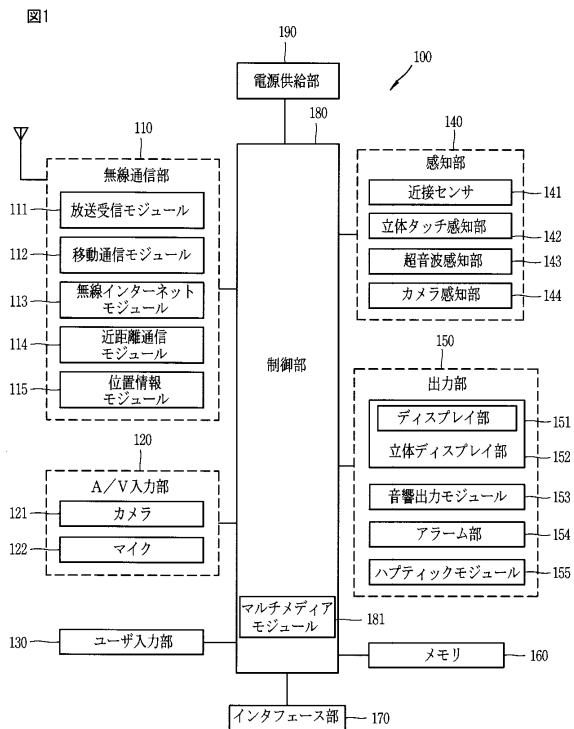 図1
190
電源供給部
100
180
制御部
110
無線通信部
111
放送受信モジュール
112
移動通信モジュール
113
無線インターネット
モジュール
114
近距離通信
モジュール
115
位置情報
モジュール
120
A/V入力部
121
カメラ
122
マイク
130
ユーザ入力部
140
感知部
近接センサ
141
立体タッチ感知部
142
超音波感知部
143
カメラ感知部
144
150
出力部
ディスプレイ部
151
立体ディスプレイ部
152
音響出力モジュール
153
アラーム部
154
ハプティックモジュール
155
マルチメディア
モジュール
181
メモリ
160
インタフェース部
170